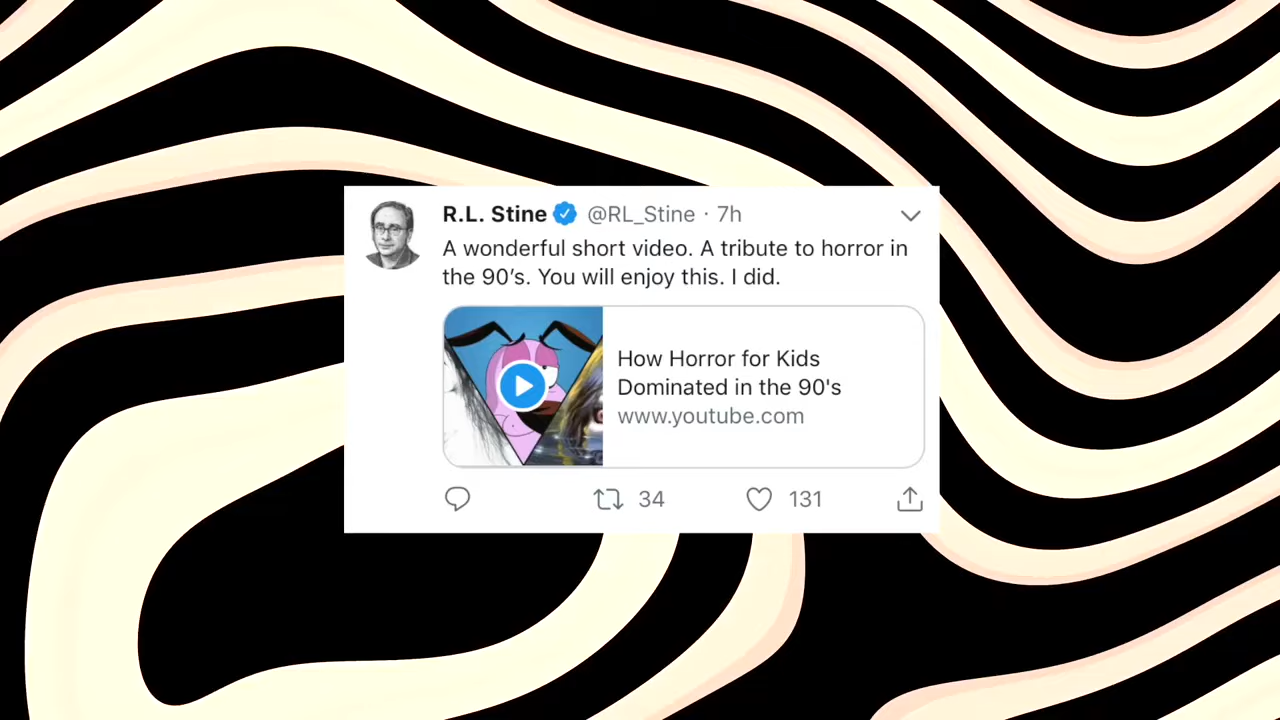 R.L. Stine @RL_Stine · 7h
A wonderful short video. A tribute to horror in
the 90’s. You will enjoy this. I did.
How Horror for Kids
Dominated in the 90's
www.youtube.com
34 131